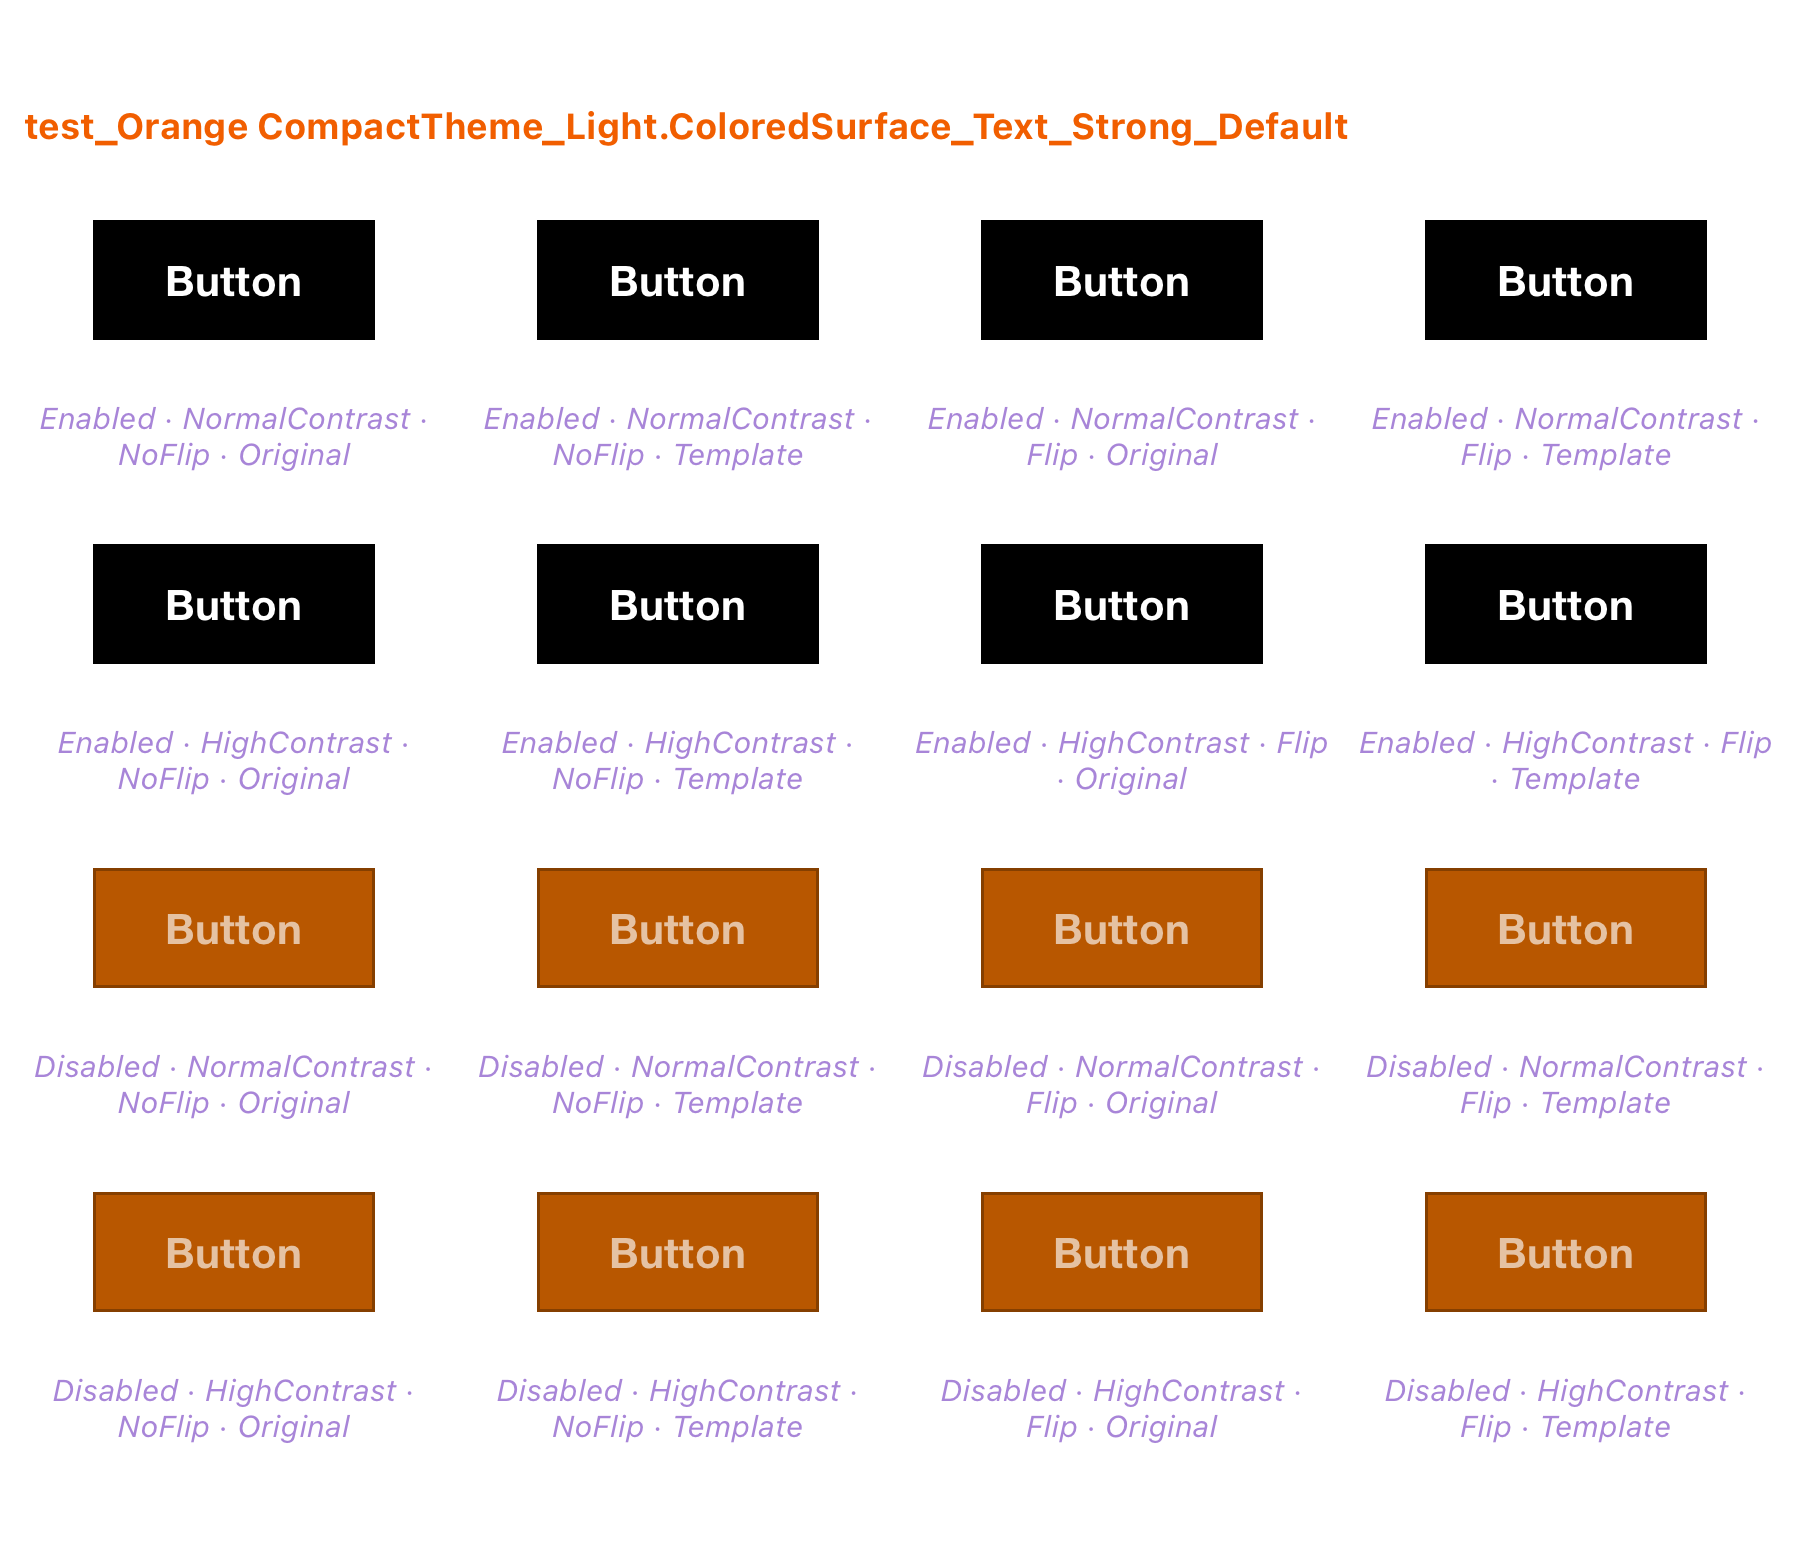 test_Orange CompactTheme_Light.ColoredSurface_Text_Strong_Default
Button Button Button Button
Enabled · NormalContrast · Enabled · NormalContrast · Enabled · NormalContrast · Enabled · NormalContrast ·
NoFlip · Original NoFlip · Template Flip · Original Flip · Template
Button Button Button Button
Enabled · HighContrast · Enabled · HighContrast · Enabled · HighContrast · Flip Enabled · HighContrast · Flip
NoFlip · Original NoFlip · Template · Original · Template
Button Button Button Button
Disabled · NormalContrast · Disabled · NormalContrast · Disabled · NormalContrast · Disabled · NormalContrast ·
NoFlip · Original NoFlip · Template Flip · Original Flip · Template
Button Button Button Button
Disabled · HighContrast · Disabled · HighContrast · Disabled · HighContrast · Disabled · HighContrast ·
NoFlip · Original NoFlip · Template Flip · Original Flip · Template